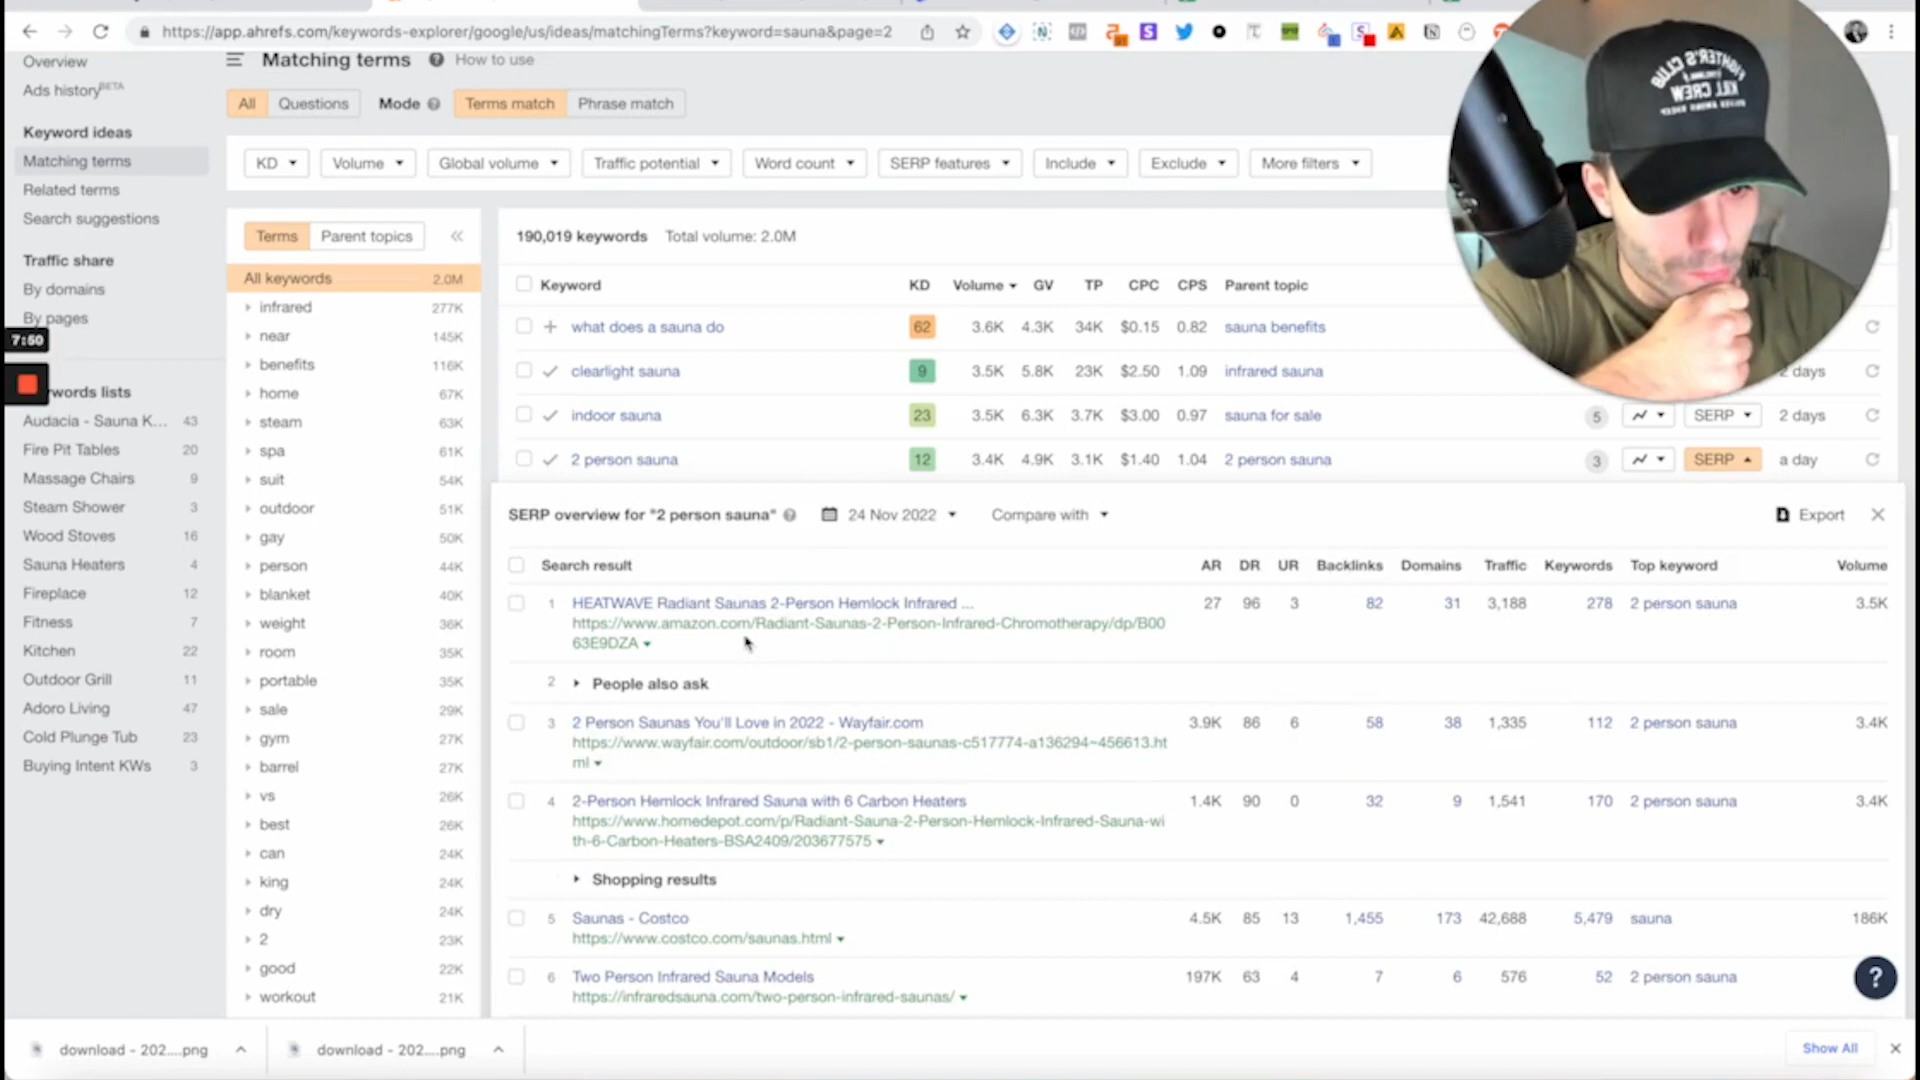 https://app.ahrefs.com/keywords-explorer/google/us/ideas/matchingTerms?keyword=sauna&page=2
Overview
Ads history BETA
Keyword ideas
Matching terms
Related terms
Search suggestions
Traffic share
By domains
By pages
7:50
ywords lists
Audacia - Sauna K... 43
Fire Pit Tables 20
Massage Chairs 9
Steam Shower 3
Wood Stoves 16
Sauna Heaters 4
Fireplace 12
Fitness 7
Kitchen 22
Outdoor Grill 11
Adoro Living 47
Cold Plunge Tub 23
Buying Intent KWs 3
Matching terms ? How to use
All Questions Mode ? Terms match Phrase match
KD Volume Global volume Traffic potential Word count SERP features Include Exclude More filters
Terms Parent topics
All keywords 2.0M
infrared 277K
near 145K
benefits 116K
home 67K
steam 63K
spa 61K
suit 54K
outdoor 51K
gay 50K
person 44K
blanket 40K
weight 36K
room 35K
portable 35K
sale 29K
gym 27K
barrel 27K
vs 26K
best 26K
can 24K
king 24K
dry 24K
2 23K
good 22K
workout 21K
190,019 keywords Total volume: 2.0M
Keyword KD Volume GV TP CPC CPS Parent topic
what does a sauna do 62 3.6K 4.3K 34K $0.15 0.82 sauna benefits
clearlight sauna 9 3.5K 5.8K 23K $2.50 1.09 infrared sauna 2 days
indoor sauna 23 3.5K 6.3K 3.7K $3.00 0.97 sauna for sale 5 SERP 2 days
2 person sauna 12 3.4K 4.9K 3.1K $1.40 1.04 2 person sauna 3 SERP a day
SERP overview for "2 person sauna" ? 24 Nov 2022 Compare with Export
Search result AR DR UR Backlinks Domains Traffic Keywords Top keyword Volume
1 HEATWAVE Radiant Saunas 2-Person Hemlock Infrared ... 27 96 3 82 31 3,188 278 2 person sauna 3.5K
https://www.amazon.com/Radiant-Saunas-2-Person-Infrared-Chromotherapy/dp/B00
63E9DZA
2 People also ask
3 2 Person Saunas You'll Love in 2022 - Wayfair.com 3.9K 86 6 58 38 1,335 112 2 person sauna 3.4K
https://www.wayfair.com/outdoor/sb1/2-person-saunas-c517774-a136294~456613.ht
ml
4 2-Person Hemlock Infrared Sauna with 6 Carbon Heaters 1.4K 90 0 32 9 1,541 170 2 person sauna 3.4K
https://www.homedepot.com/p/Radiant-Sauna-2-Person-Hemlock-Infrared-Sauna-wi
th-6-Carbon-Heaters-BSA2409/203677575
Shopping results
5 Saunas - Costco 4.5K 85 13 1,455 173 42,688 5,479 sauna 186K
https://www.costco.com/saunas.html
6 Two Person Infrared Sauna Models 197K 63 4 7 6 576 52 2 person sauna
https://infraredsauna.com/two-person-infrared-saunas/
?
download - 202....png
download - 202....png
Show All
FIGHTER'S CLUB
KILL CREW